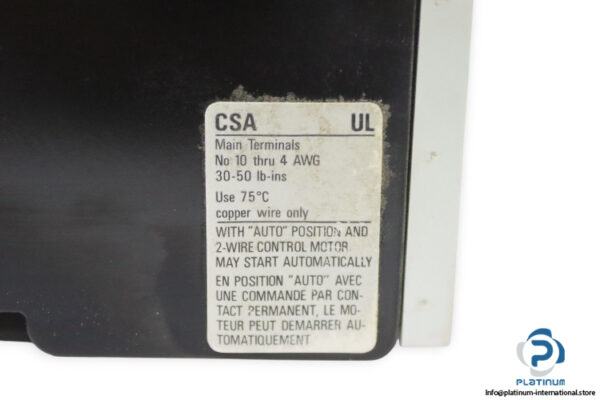 CSA UL
Main Terminals
No 10 thru 4 AWG
30-50 lb-ins
Use 75°C
copper wire only
WITH "AUTO" POSITION AND
2-WIRE CONTROL MOTOR
MAY START AUTOMATICALLY
EN POSITION "AUTO" AVEC
UNE COMMANDE PAR CON-
TACT PERMANENT, LE MO-
TEUR PEUT DEMARRER AU-
TOMATIQUEMENT
PLATINUM
info@platinum-international.store